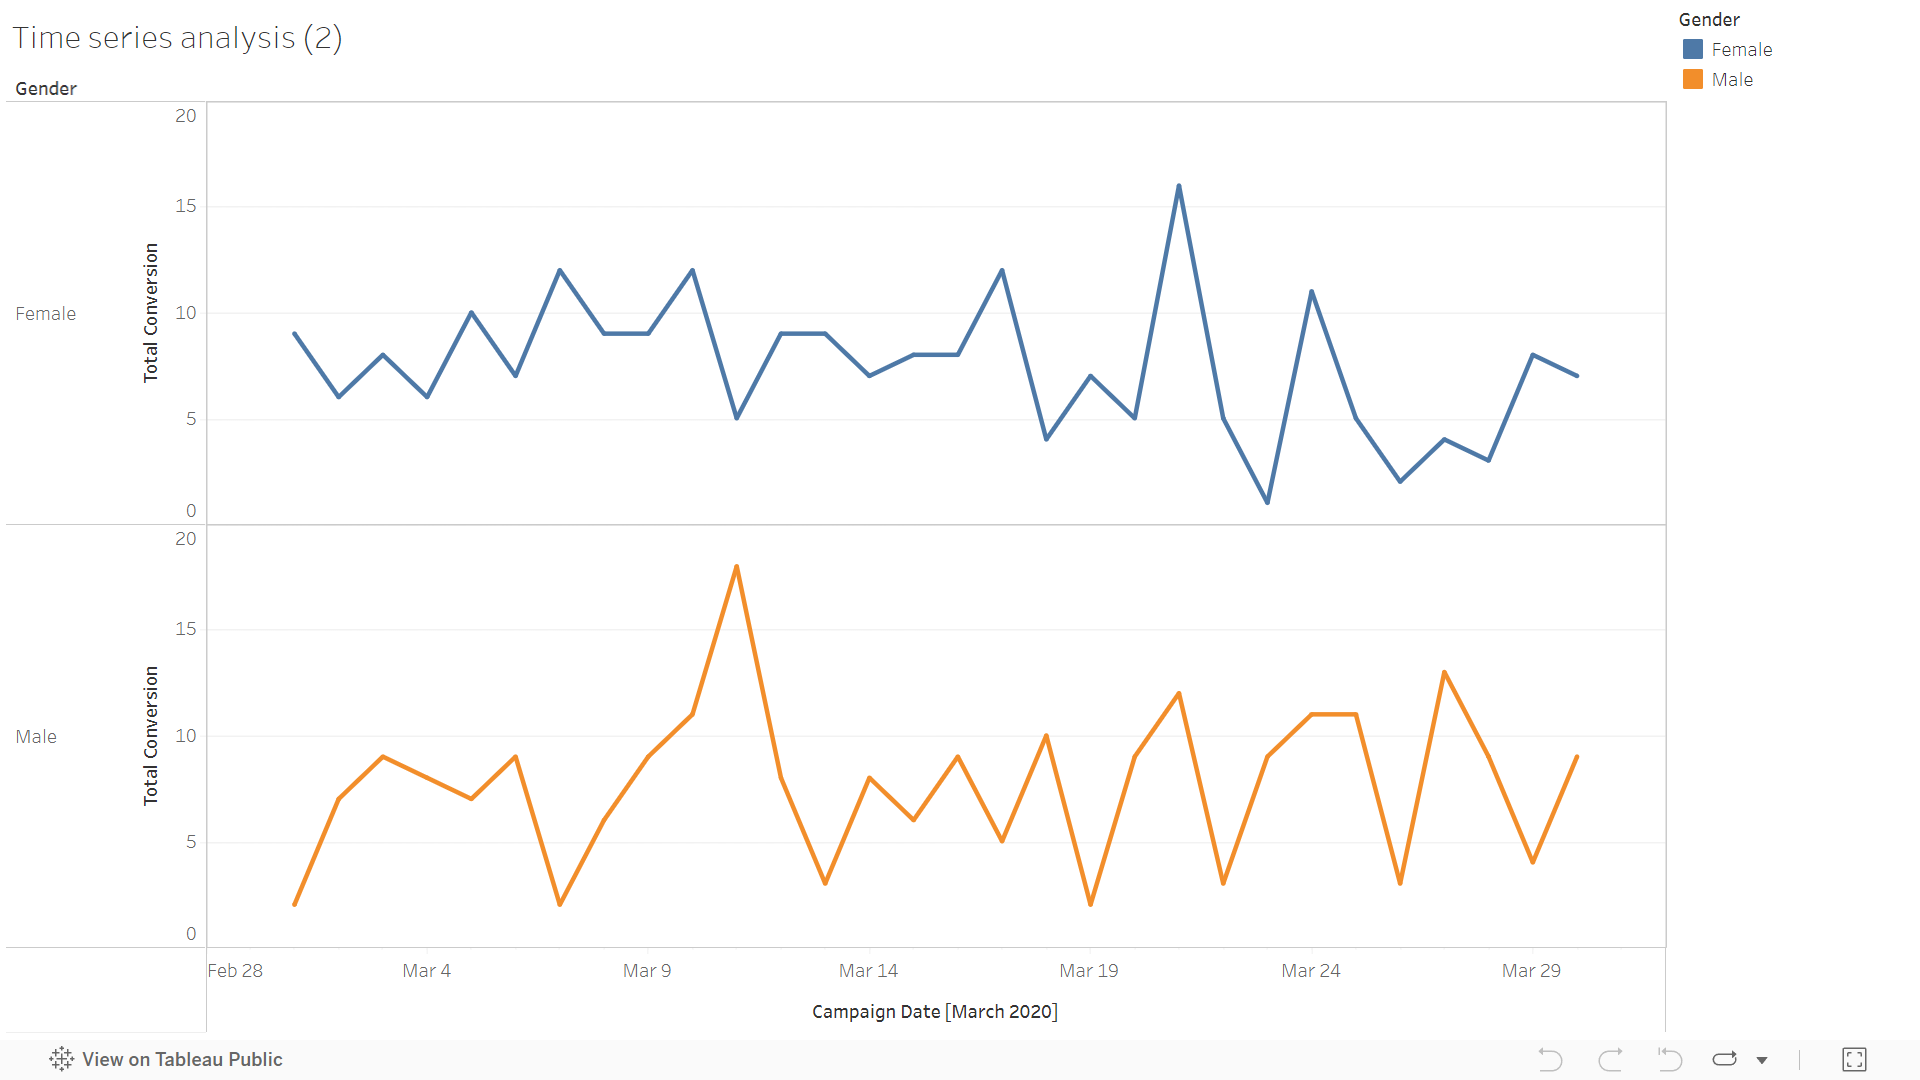 Time series analysis (2)
Gender
Female
Male
Gender
Female
Total Conversion
20
15
10
5
0
Male
Total Conversion
20
15
10
5
0
Feb 28
Mar 4
Mar 9
Mar 14
Mar 19
Mar 24
Mar 29
Campaign Date [March 2020]
View on Tableau Public